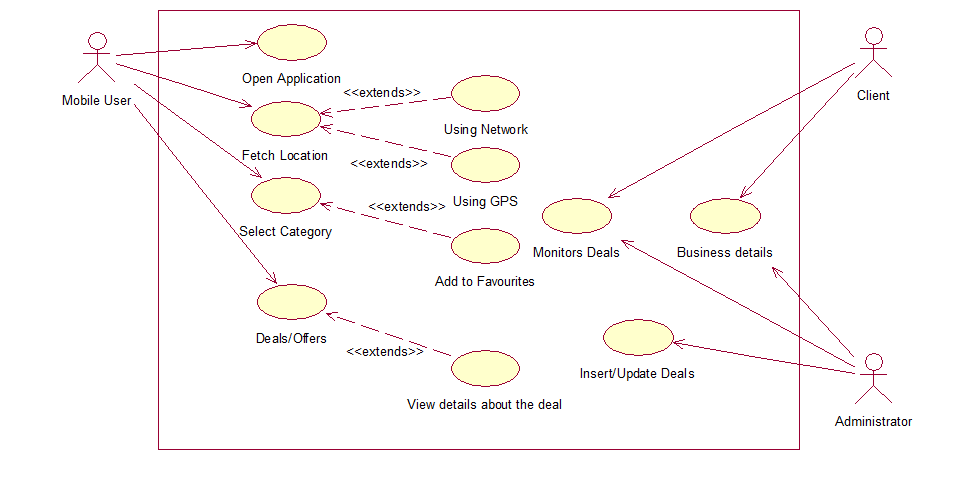 Open Application
Mobile User
<<extends>>
Client
Using Network
Fetch Location
<<extends>>
Using GPS
<<extends>>
Select Category
Monitors Deals
Business details
Add to Favourites
Deals/Offers
<<extends>>
Insert/Update Deals
View details about the deal
Administrator